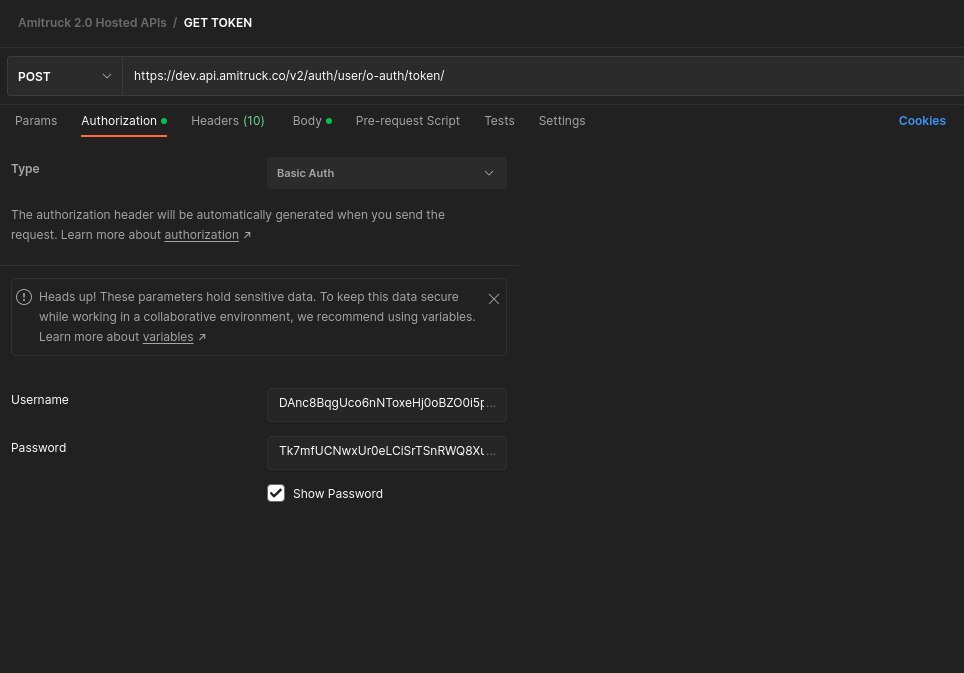 Amitruck 2.0 Hosted APIs / GET TOKEN
POST https://dev.api.amitruck.co/v2/auth/user/o-auth/token/
Params Authorization Headers (10) Body Pre-request Script Tests Settings Cookies
Type Basic Auth
The authorization header will be automatically generated when you send the
request. Learn more about authorization ↗
Heads up! These parameters hold sensitive data. To keep this data secure
while working in a collaborative environment, we recommend using variables.
Learn more about variables ↗
Username DAnc8BqgUco6nNToxeHj0oBZO0i5p...
Password Tk7mfUCNwxUr0eLCiSrTSnRWQ8Xu...
Show Password